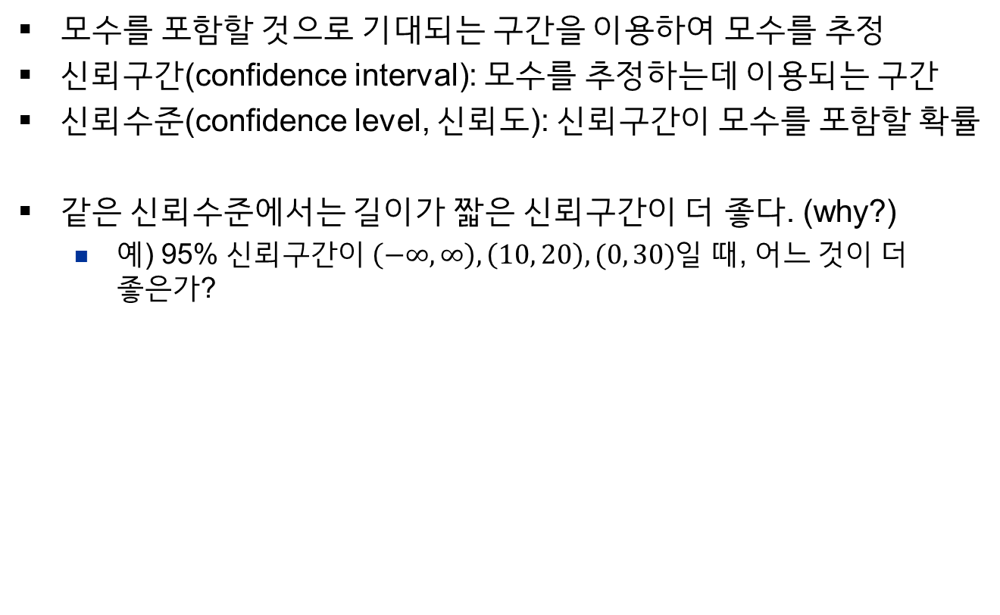 ▪ 모수를 포함할 것으로 기대되는 구간을 이용하여 모수를 추정
▪ 신뢰구간(confidence interval): 모수를 추정하는데 이용되는 구간
▪ 신뢰수준(confidence level, 신뢰도): 신뢰구간이 모수를 포함할 확률
▪ 같은 신뢰수준에서는 길이가 짧은 신뢰구간이 더 좋다. (why?)
▪ 예) 95% 신뢰구간이 (−∞, ∞), (10, 20), (0, 30)일 때, 어느 것이 더
좋은가?